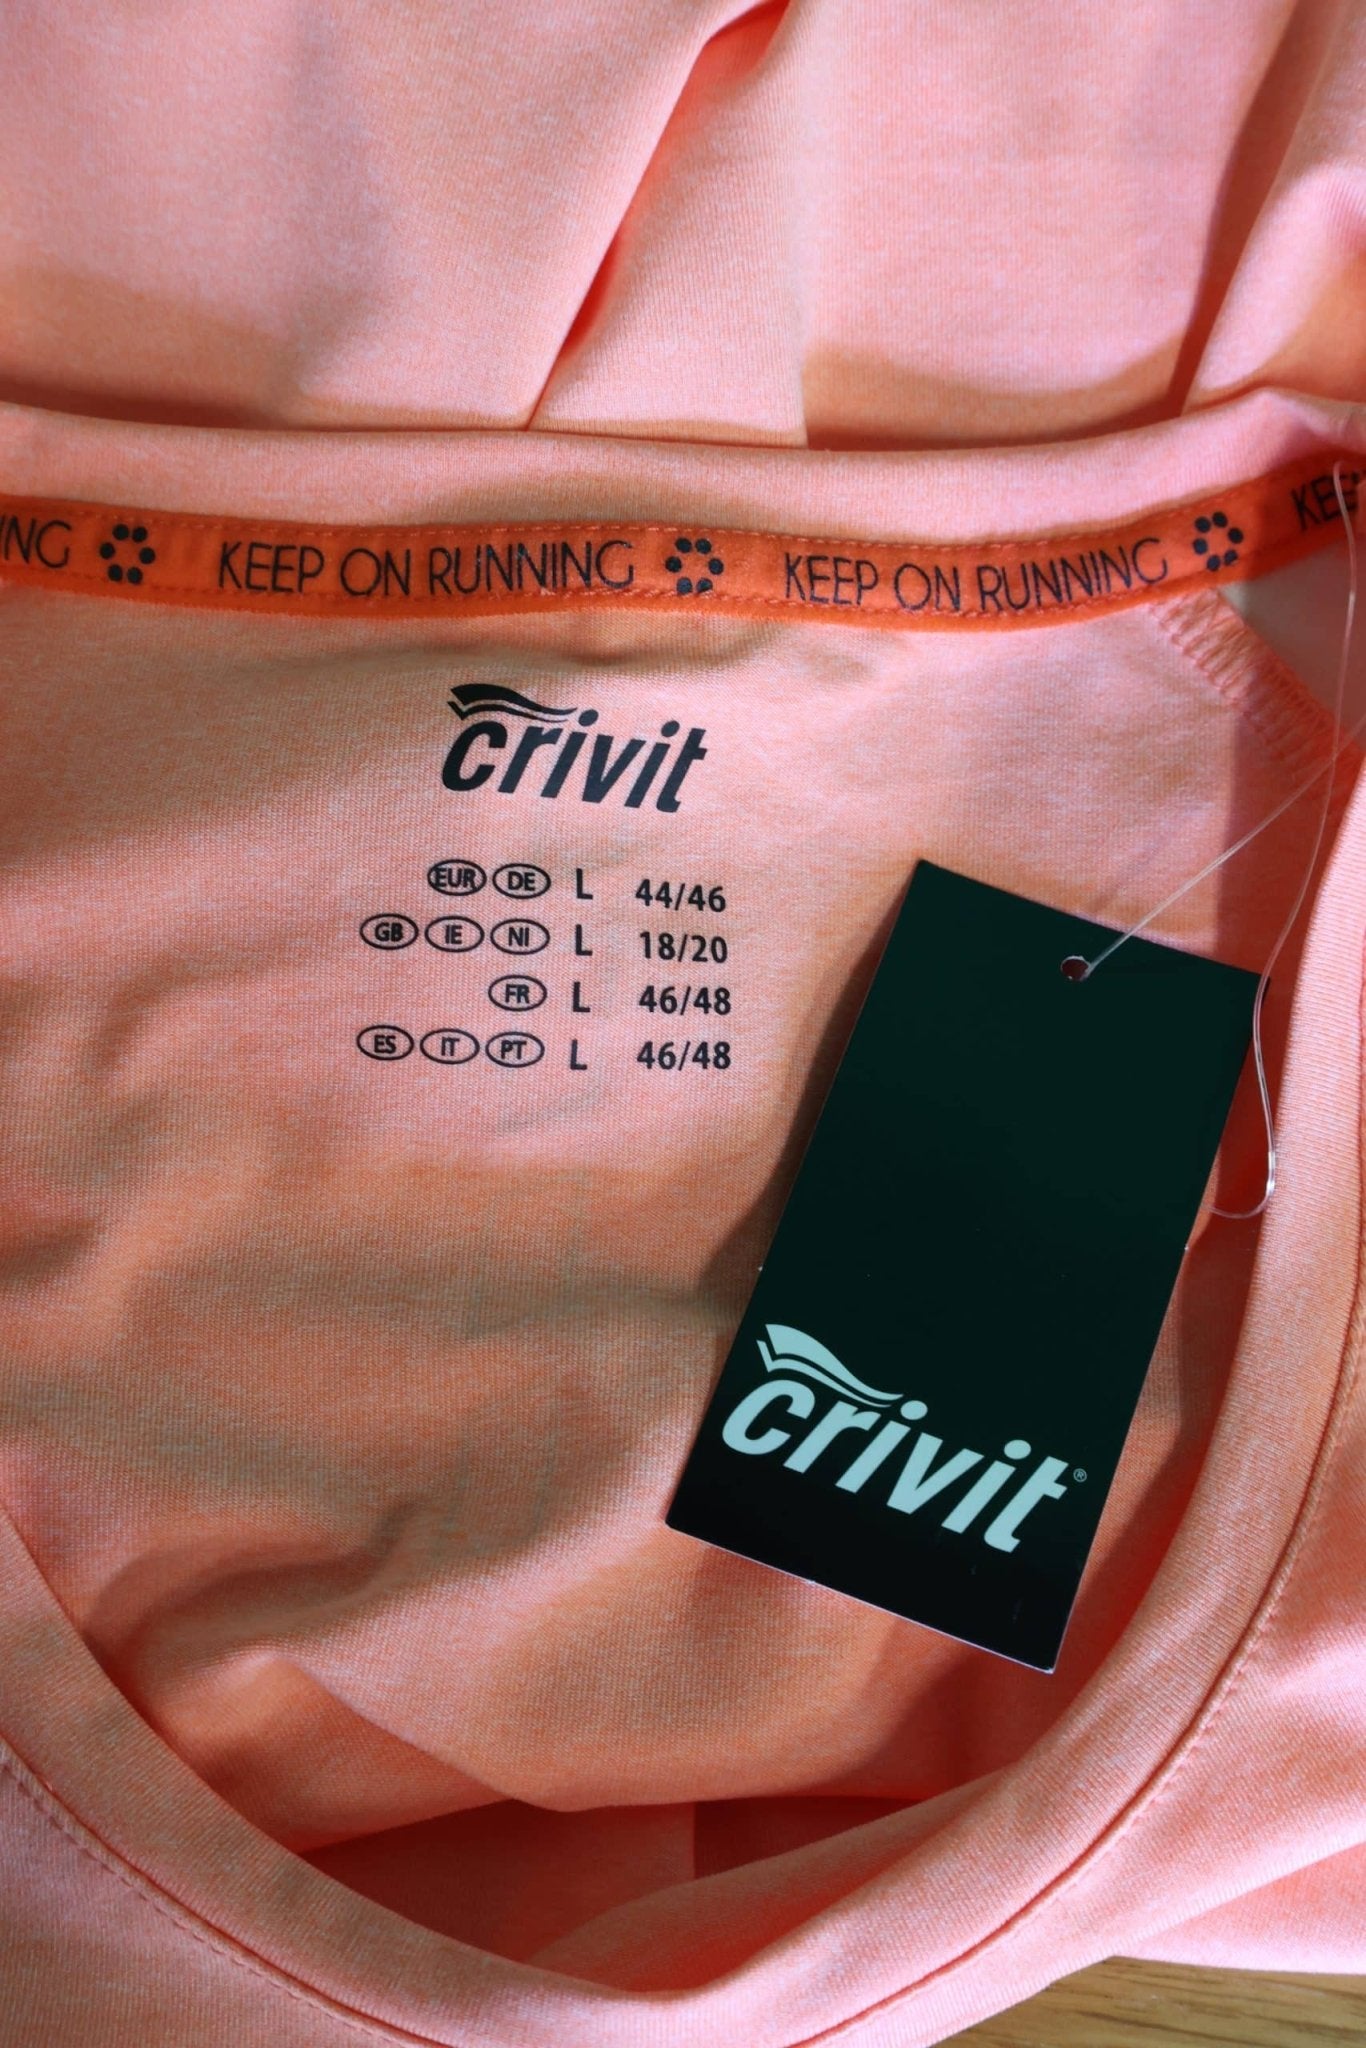 NG KEEP ON RUNNING KEEP ON RUNNING KEE
crivit
EUR DE L 44/46
GB IE NI L 18/20
FR L 46/48
ES IT PT L 46/48
crivit®